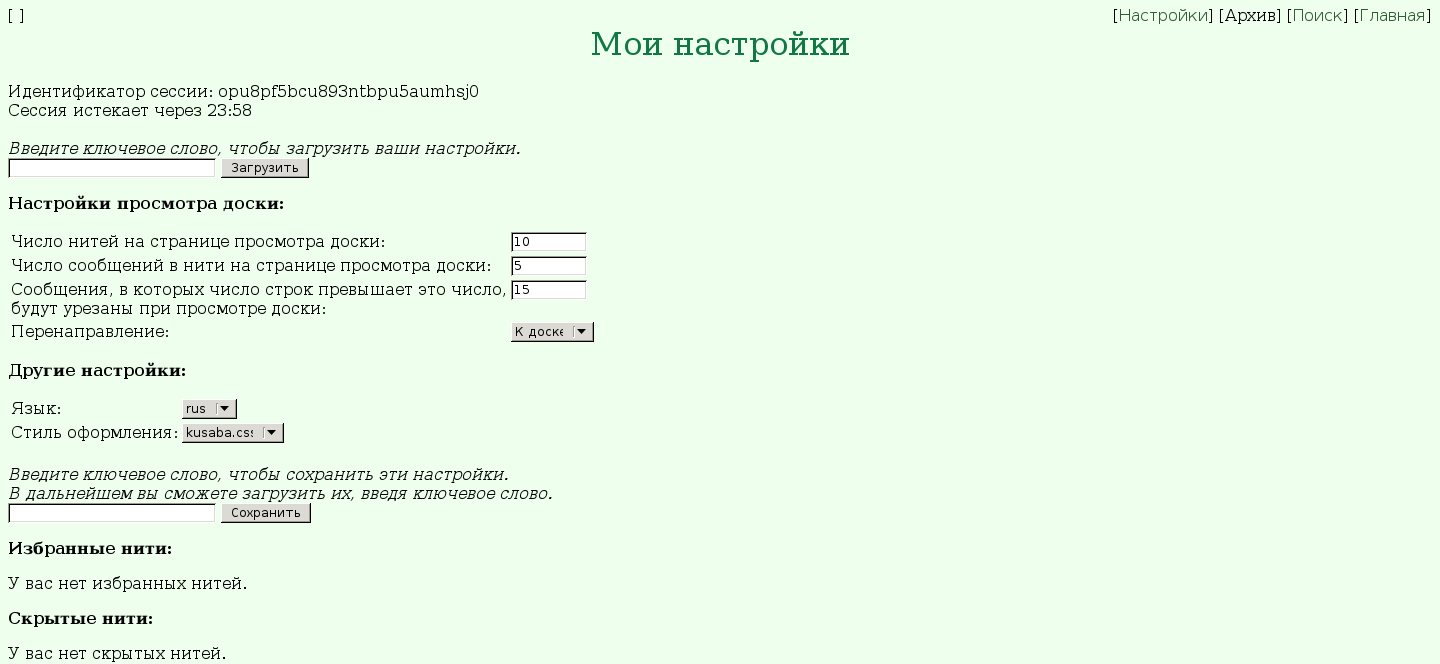 [ ] [Настройки] [Архив] [Поиск] [Главная]
Мои настройки
Идентификатор сессии: opu8pf5bcu893ntbpu5aumhsj0
Сессия истекает через 23:58
Введите ключевое слово, чтобы загрузить ваши настройки.
Загрузить
Настройки просмотра доски:
Число нитей на странице просмотра доски: 10
Число сообщений в нити на странице просмотра доски: 5
Сообщения, в которых число строк превышает это число, 15
будут урезаны при просмотре доски:
Перенаправление: К доске
Другие настройки:
Язык: rus
Стиль оформления: kusaba.css
Введите ключевое слово, чтобы сохранить эти настройки.
В дальнейшем вы сможете загрузить их, введя ключевое слово.
Сохранить
Избранные нити:
У вас нет избранных нитей.
Скрытые нити:
У вас нет скрытых нитей.